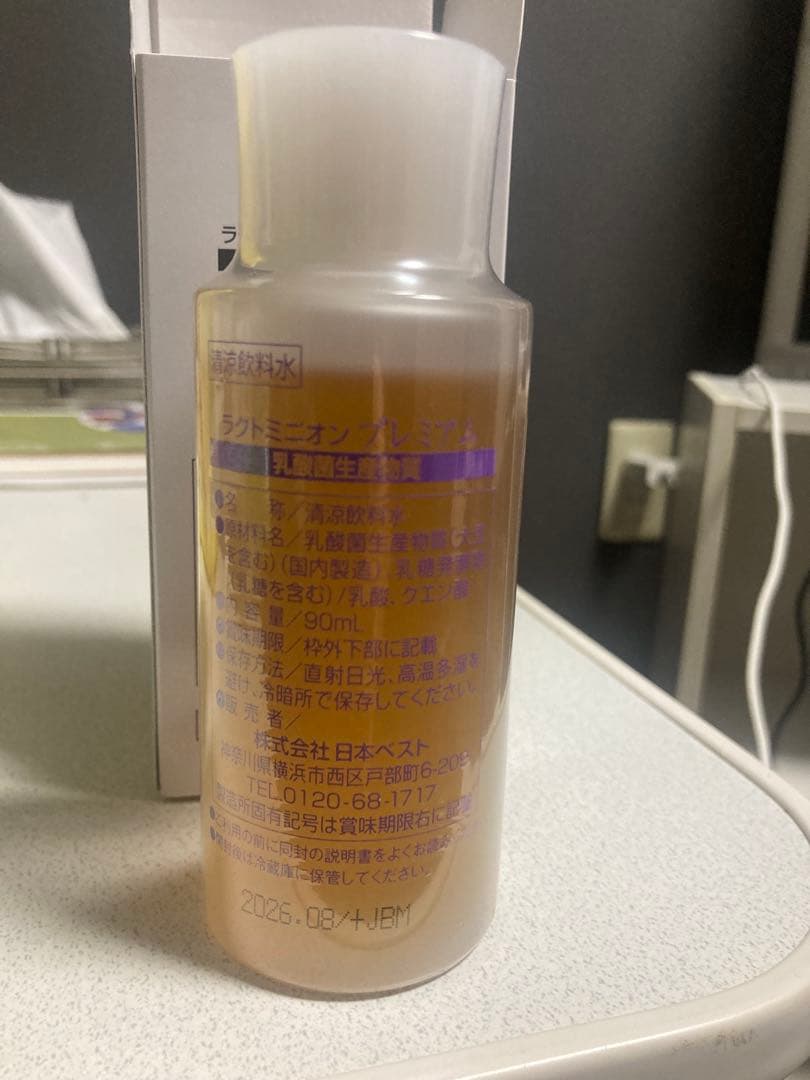 ラ
清涼飲料水
ラクトミニオン プレミアム
乳酸菌生産物質
●名 称/清涼飲料水
●原材料名/乳酸菌生産物質(大豆
を含む)(国内製造)、乳糖発酵液
(乳糖を含む)/乳酸、クエン酸
●内 容 量/90mL
●賞味期限/枠外下部に記載
●保存方法/直射日光、高温多湿を
避け、冷暗所で保存してください。
●販 売 者/
株式会社 日本ベスト
神奈川県横浜市西区戸部町6-209
TEL.0120-68-1717
製造所固有記号は賞味期限右に記載
●ご利用の前に同封の説明書をよくお読み
●開封後は冷蔵庫に保管してください。
2026.08/+JBM